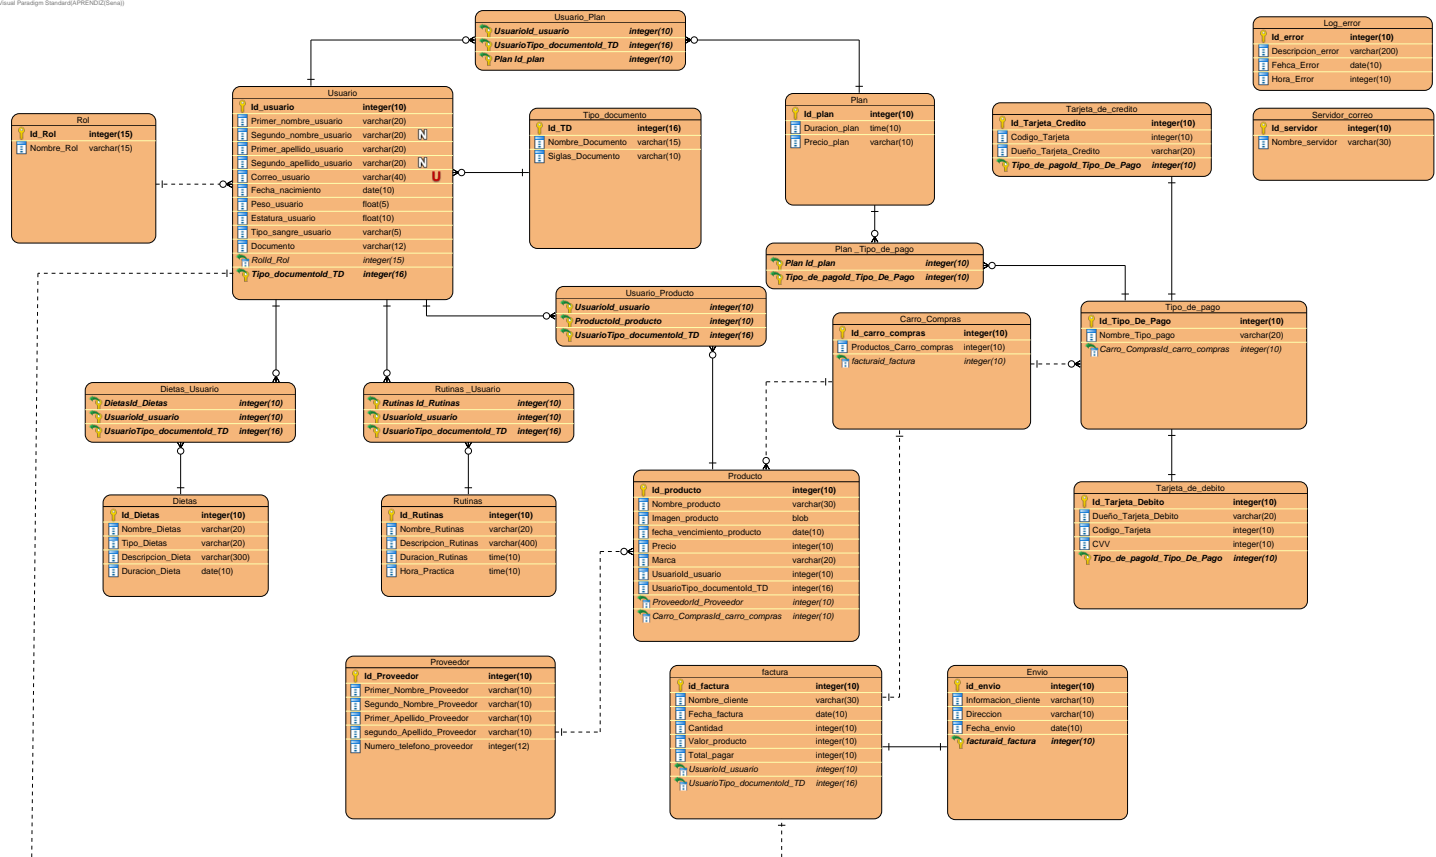 Visual Paradigm Standard(APRENDIZ(Sena))
Usuario_Plan
UsuarioId_usuario integer(10)
UsuarioTipo_documentoId_TD integer(16)
Plan Id_plan integer(10)
Log_error
Id_error integer(10)
Descripcion_error varchar(200)
Fehca_Error date(10)
Hora_Error integer(10)
Usuario
Id_usuario integer(10)
Primer_nombre_usuario varchar(20)
Segundo_nombre_usuario varchar(20) N
Primer_apellido_usuario varchar(20)
Segundo_apellido_usuario varchar(20) N
Correo_usuario varchar(40) U
Fecha_nacimiento date(10)
Peso_usuario float(5)
Estatura_usuario float(10)
Tipo_sangre_usuario varchar(5)
Documento varchar(12)
RolId_Rol integer(15)
Tipo_documentoId_TD integer(16)
Rol
Id_Rol integer(15)
Nombre_Rol varchar(15)
Tipo_documento
Id_TD integer(16)
Nombre_Documento varchar(15)
Siglas_Documento varchar(10)
Plan
Id_plan integer(10)
Duracion_plan time(10)
Precio_plan varchar(10)
Tarjeta_de_credito
Id_Tarjeta_Credito integer(10)
Codigo_Tarjeta integer(10)
Dueño_Tarjeta_Credito varchar(20)
Tipo_de_pagoId_Tipo_De_Pago integer(10)
Servidor_correo
Id_servidor integer(10)
Nombre_servidor varchar(30)
Plan _Tipo_de_pago
Plan Id_plan integer(10)
Tipo_de_pagoId_Tipo_De_Pago integer(10)
Usuario_Producto
UsuarioId_usuario integer(10)
ProductoId_producto integer(10)
UsuarioTipo_documentoId_TD integer(16)
Carro_Compras
Id_carro_compras integer(10)
Productos_Carro_compras integer(10)
facturaid_factura integer(10)
Tipo_de_pago
Id_Tipo_De_Pago integer(10)
Nombre_Tipo_pago varchar(20)
Carro_ComprasId_carro_compras integer(10)
Dietas_Usuario
DietasId_Dietas integer(10)
UsuarioId_usuario integer(10)
UsuarioTipo_documentoId_TD integer(16)
Rutinas _Usuario
Rutinas Id_Rutinas integer(10)
UsuarioId_usuario integer(10)
UsuarioTipo_documentoId_TD integer(16)
Dietas
Id_Dietas integer(10)
Nombre_Dietas varchar(20)
Tipo_Dietas varchar(20)
Descripcion_Dieta varchar(300)
Duracion_Dieta date(10)
Rutinas
Id_Rutinas integer(10)
Nombre_Rutinas varchar(20)
Descripcion_Rutinas varchar(400)
Duracion_Rutinas time(10)
Hora_Practica time(10)
Producto
Id_producto integer(10)
Nombre_producto varchar(30)
Imagen_producto blob
fecha_vencimiento_producto date(10)
Precio integer(10)
Marca varchar(20)
UsuarioId_usuario integer(10)
UsuarioTipo_documentoId_TD integer(16)
ProveedorId_Proveedor integer(10)
Carro_ComprasId_carro_compras integer(10)
Tarjeta_de_debito
Id_Tarjeta_Debito integer(10)
Dueño_Tarjeta_Debito varchar(20)
Codigo_Tarjeta integer(10)
CVV integer(10)
Tipo_de_pagoId_Tipo_De_Pago integer(10)
Proveedor
Id_Proveedor integer(10)
Primer_Nombre_Proveedor varchar(10)
Segundo_Nombre_Proveedor varchar(10)
Primer_Apellido_Proveedor varchar(10)
segundo_Apellido_Proveedor varchar(10)
Numero_telefono_proveedor integer(12)
factura
id_factura integer(10)
Nombre_cliente varchar(30)
Fecha_factura date(10)
Cantidad integer(10)
Valor_producto integer(10)
Total_pagar integer(10)
UsuarioId_usuario integer(10)
UsuarioTipo_documentoId_TD integer(16)
Envio
id_envio integer(10)
Informacion_cliente varchar(10)
Direccion varchar(10)
Fecha_envio date(10)
facturaid_factura integer(10)